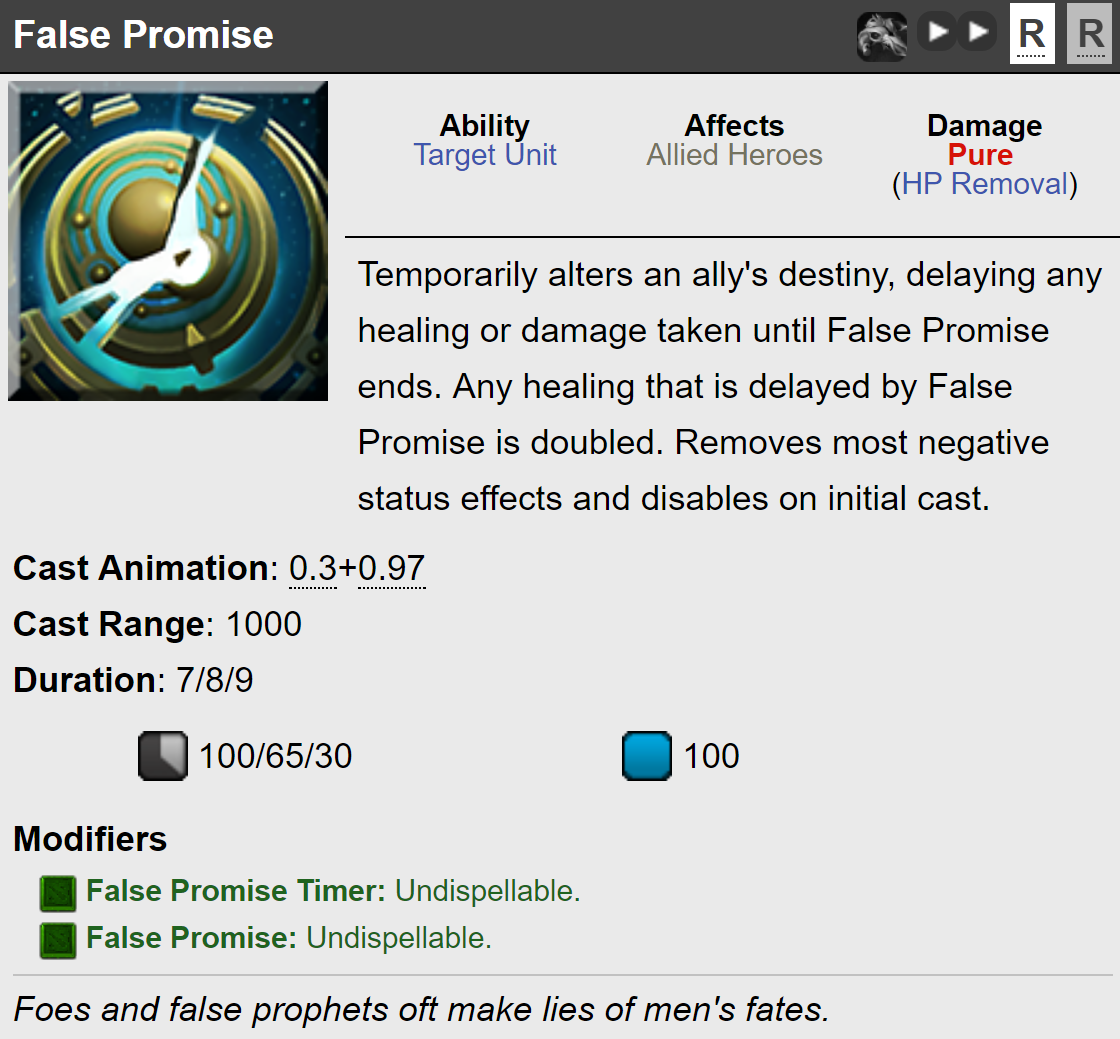 False Promise
R R
Ability Affects Damage
Target Unit Allied Heroes Pure
(HP Removal)
Temporarily alters an ally's destiny, delaying any
healing or damage taken until False Promise
ends. Any healing that is delayed by False
Promise is doubled. Removes most negative
status effects and disables on initial cast.
Cast Animation: 0.3+0.97
Cast Range: 1000
Duration: 7/8/9
100/65/30 100
Modifiers
False Promise Timer: Undispellable.
False Promise: Undispellable.
Foes and false prophets oft make lies of men's fates.